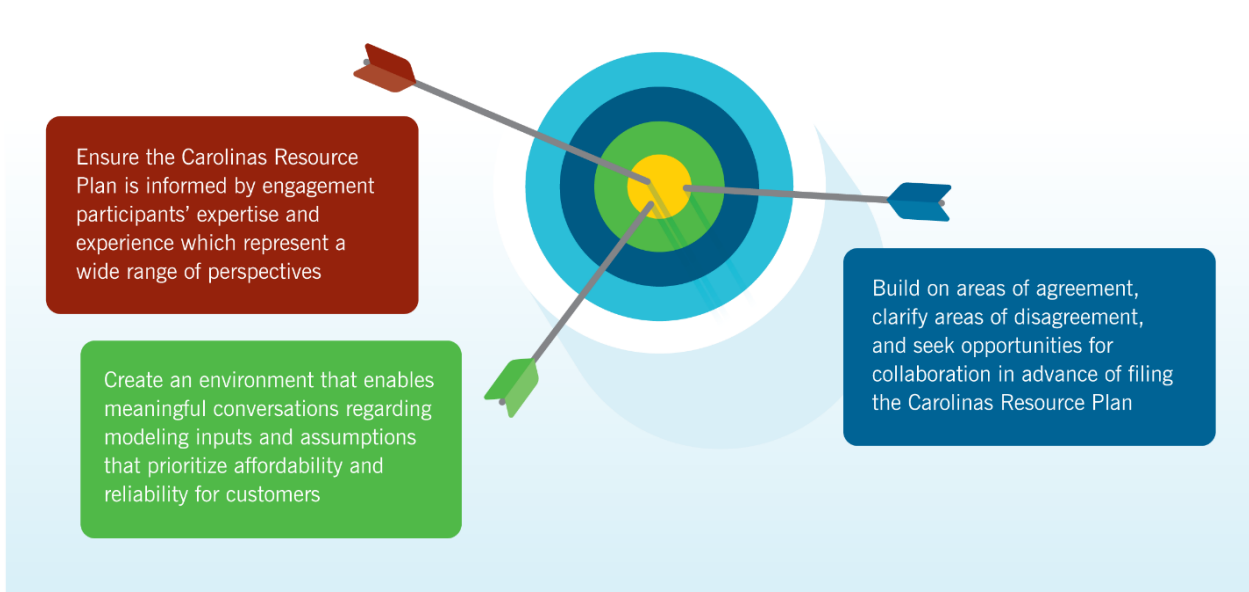 Ensure the Carolinas Resource
Plan is informed by engagement
participants’ expertise and
experience which represent a
wide range of perspectives
Create an environment that enables
meaningful conversations regarding
modeling inputs and assumptions
that prioritize affordability and
reliability for customers
Build on areas of agreement,
clarify areas of disagreement,
and seek opportunities for
collaboration in advance of filing
the Carolinas Resource Plan